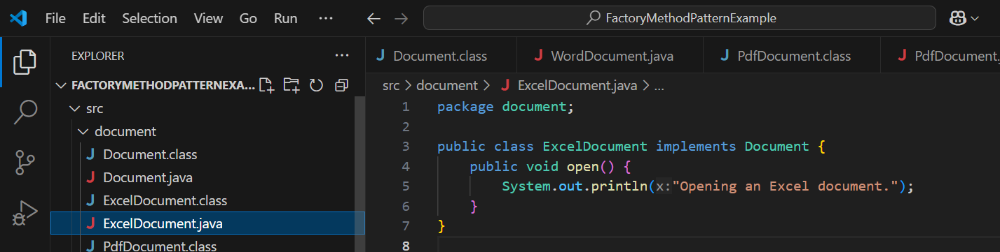 File Edit Selection View Go Run ···
FactoryMethodPatternExample
EXPLORER ···
FACTORYMETHODPATTERNEXA...
src
document
J Document.class
J Document.java
J ExcelDocument.class
J ExcelDocument.java
J PdfDocument.class
J Document.class J WordDocument.java J PdfDocument.class J PdfDocument.
src > document > J ExcelDocument.java > ...
1 package document;
2
3 public class ExcelDocument implements Document {
4 public void open() {
5 System.out.println(x:"Opening an Excel document.");
6 }
7 }
8